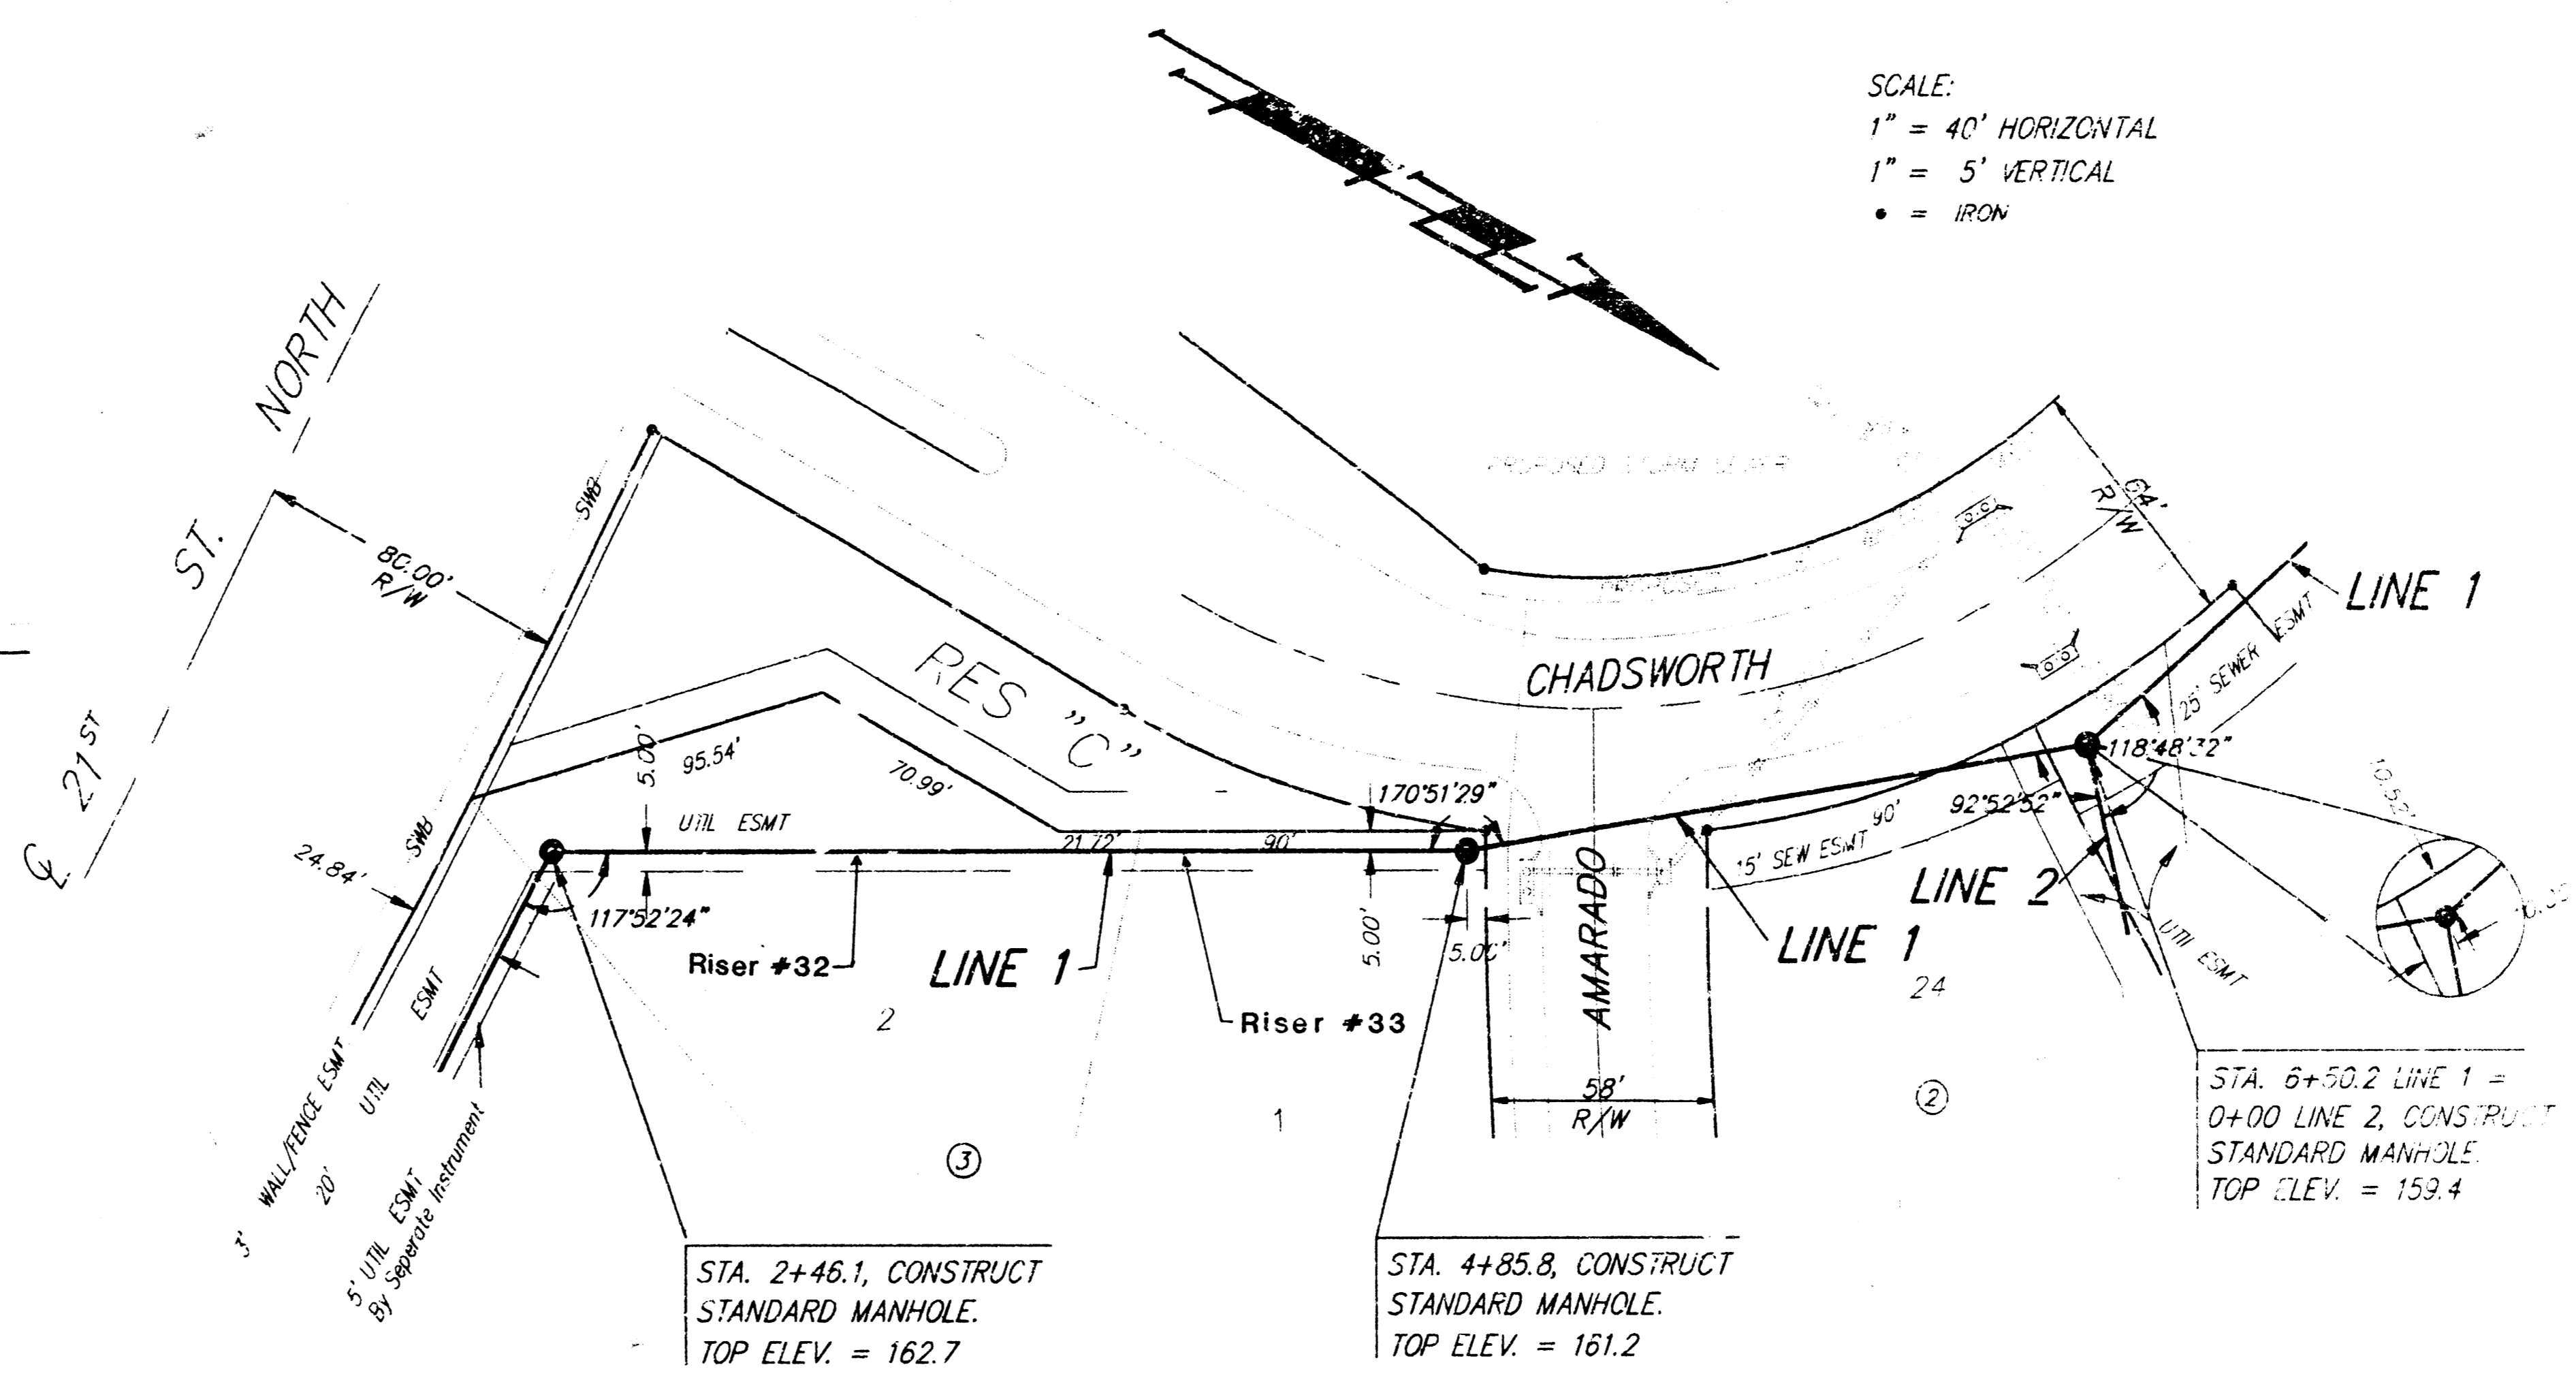 SCALE:
1" = 40' HORIZONTAL
1" = 5' VERTICAL
• = IRON
NORTH
ST.
21ST
℄
80.00'
R/W
SWB
SWB
24.84'
RES "C"
95.54'
70.99'
5.00'
UTIL ESMT
21.72'
90'
170°51'29"
CHADSWORTH
64'
R/W
LINE 1
25' SEWER ESMT
118°48'32"
92°52'52"
90'
15' SEW ESMT
LINE 2
10.52'
117°52'24"
Riser #32
LINE 1
5.00'
AMARADO
LINE 1
24
UTIL ESMT
Riser #33
2
1
3
2
58'
R/W
ESMT
UTIL
20'
3' WALL/FENCE ESMT
5' UTIL ESMT
By Seperate Instrument
STA. 2+46.1, CONSTRUCT
STANDARD MANHOLE.
TOP ELEV. = 162.7
STA. 4+85.8, CONSTRUCT
STANDARD MANHOLE.
TOP ELEV. = 161.2
STA. 6+50.2 LINE 1 =
0+00 LINE 2, CONSTRUCT
STANDARD MANHOLE.
TOP ELEV. = 159.4